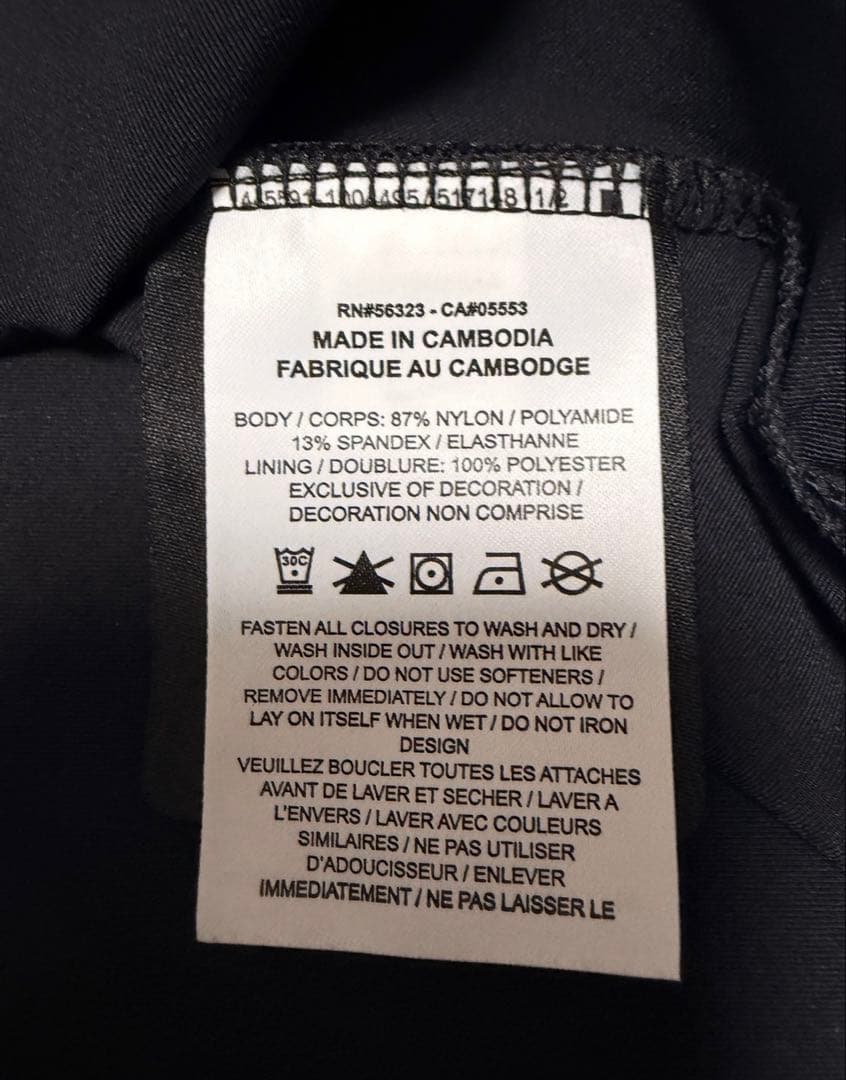 RN#56323 - CA#05553
MADE IN CAMBODIA
FABRIQUE AU CAMBODGE
BODY / CORPS: 87% NYLON / POLYAMIDE
13% SPANDEX / ELASTHANNE
LINING / DOUBLURE: 100% POLYESTER
EXCLUSIVE OF DECORATION /
DECORATION NON COMPRISE
30C
FASTEN ALL CLOSURES TO WASH AND DRY /
WASH INSIDE OUT / WASH WITH LIKE
COLORS / DO NOT USE SOFTENERS /
REMOVE IMMEDIATELY / DO NOT ALLOW TO
LAY ON ITSELF WHEN WET / DO NOT IRON
DESIGN
VEUILLEZ BOUCLER TOUTES LES ATTACHES
AVANT DE LAVER ET SECHER / LAVER A
L'ENVERS / LAVER AVEC COULEURS
SIMILAIRES / NE PAS UTILISER
D'ADOUCISSEUR / ENLEVER
IMMEDIATEMENT / NE PAS LAISSER LE